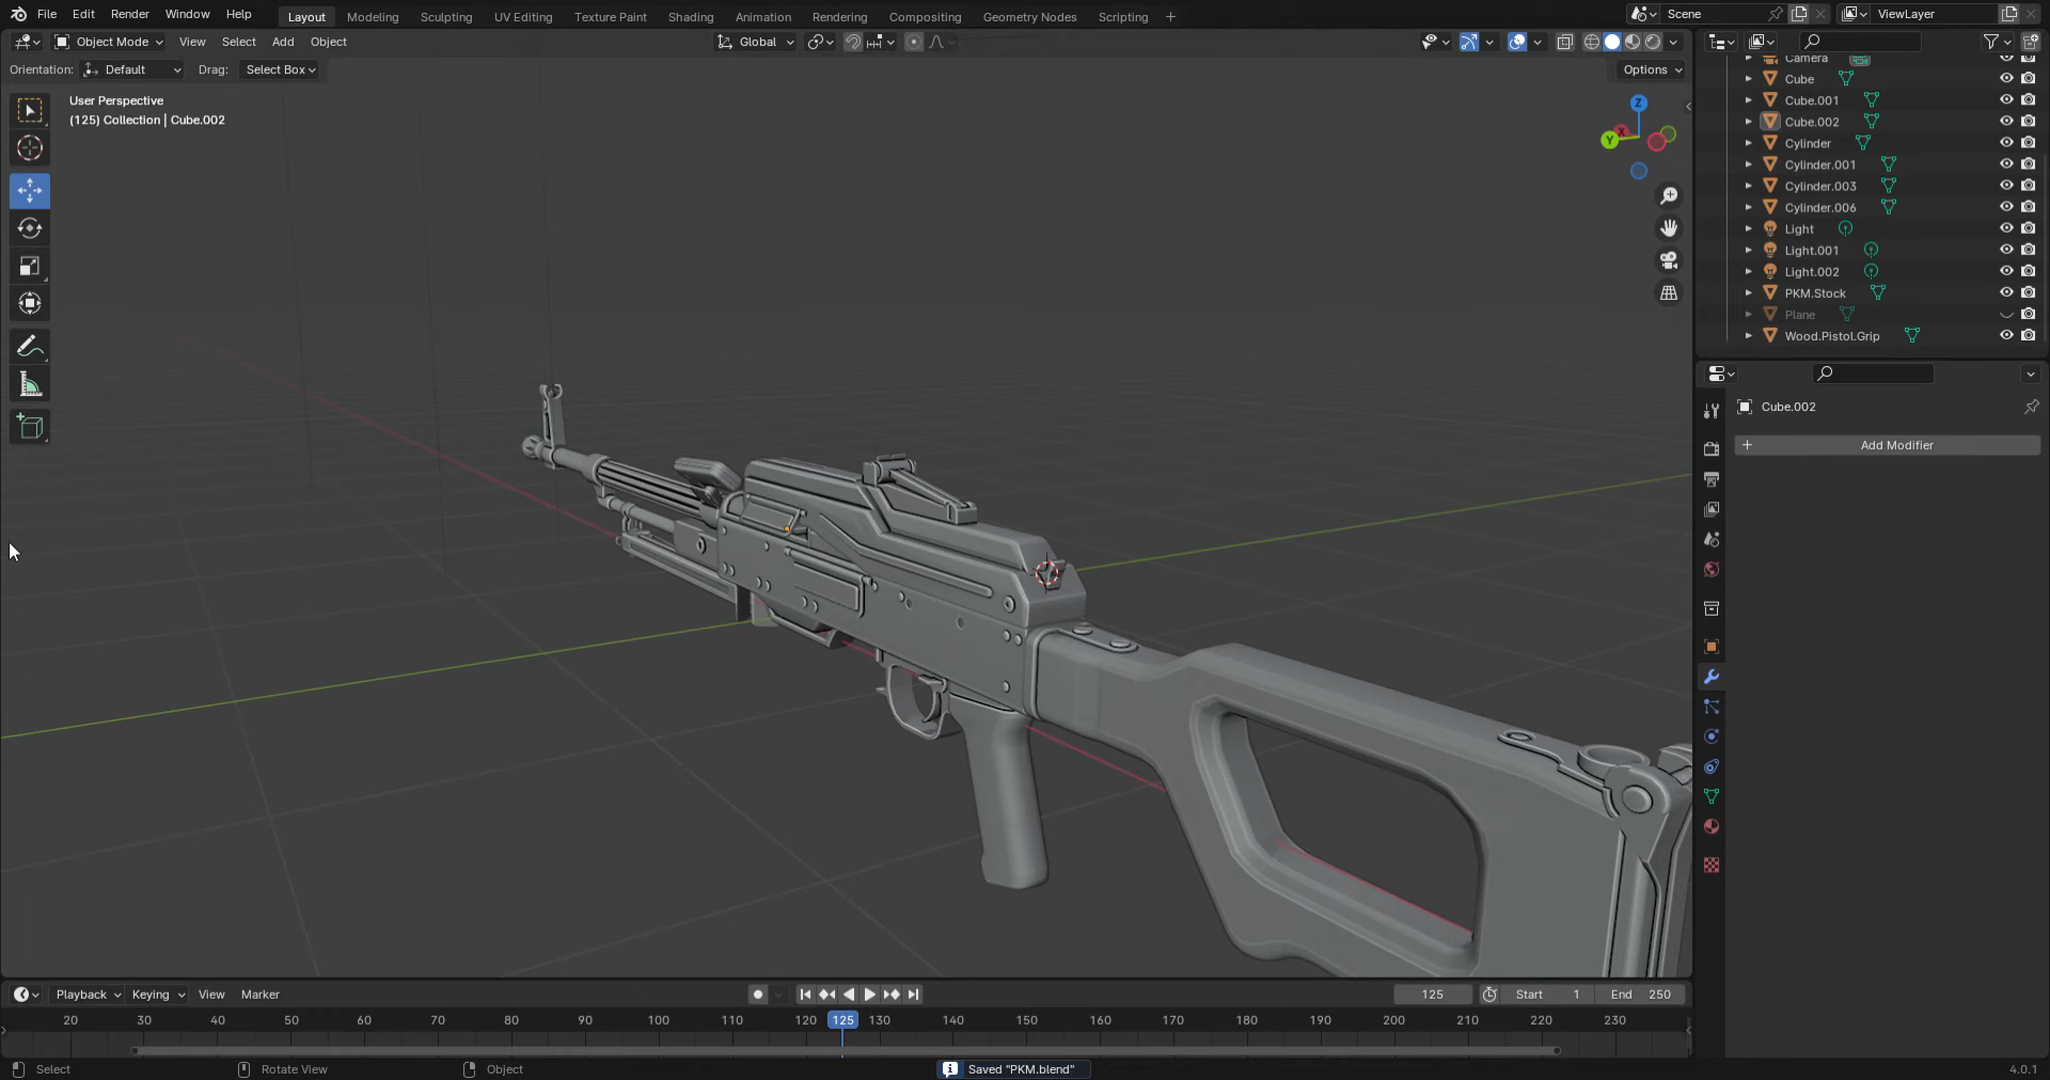 File Edit Render Window Help Layout Modeling Sculpting UV Editing Texture Paint Shading Animation Rendering Compositing Geometry Nodes Scripting + Scene ViewLayer
Object Mode View Select Add Object Global
Orientation: Default Drag: Select Box Options
User Perspective
(125) Collection | Cube.002
Z
X
Y
Camera
Cube
Cube.001
Cube.002
Cylinder
Cylinder.001
Cylinder.003
Cylinder.006
Light
Light.001
Light.002
PKM.Stock
Plane
Wood.Pistol.Grip
Cube.002
+ Add Modifier
Playback Keying View Marker 125 Start 1 End 250
20 30 40 50 60 70 80 90 100 110 120 125 130 140 150 160 170 180 190 200 210 220 230
Select Rotate View Object Saved "PKM.blend" 4.0.1